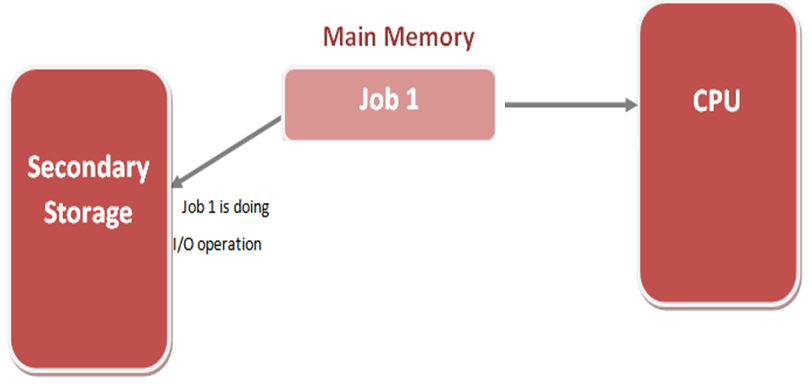 Main Memory
Job 1
CPU
Secondary
Storage
Job 1 is doing
I/O operation